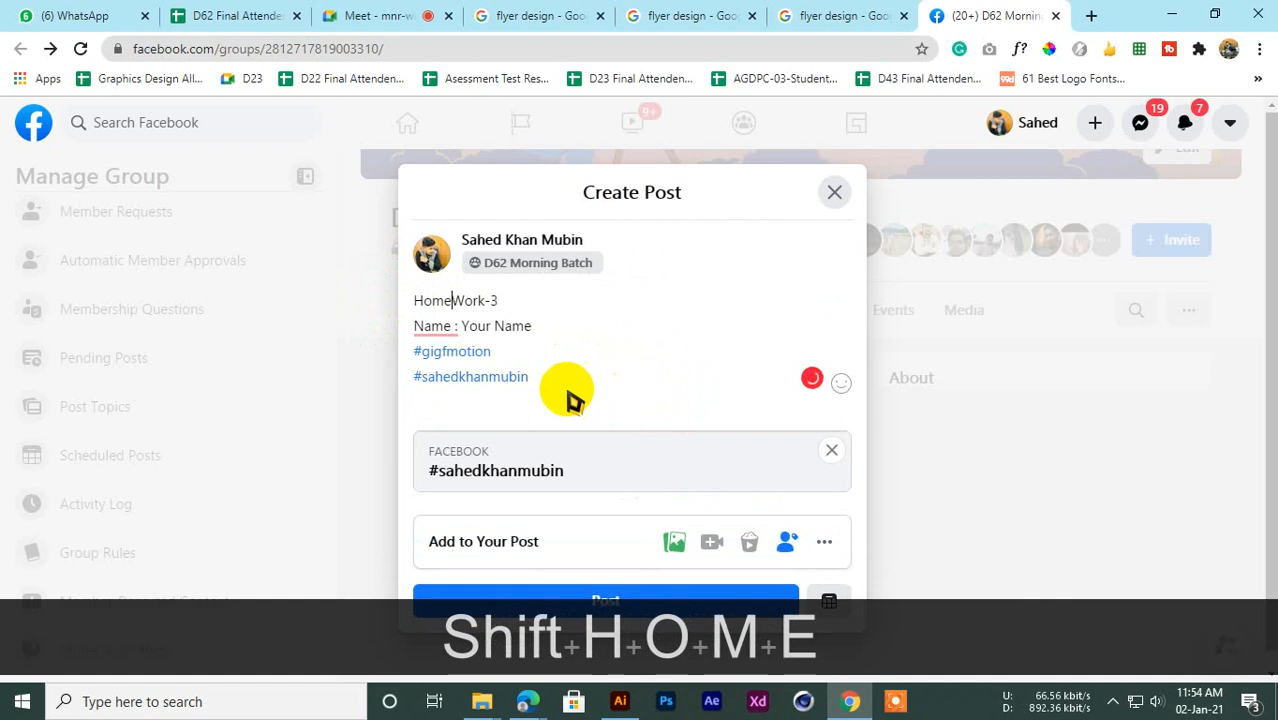 (6) WhatsApp
D62 Final Attende
Meet - mnr-w
flyer design - Goo
flyer design - Goo
flyer design - Goo
(20+) D62 Mornin
facebook.com/groups/2812717819003310/
Apps
Graphics Design All...
D23
D22 Final Attenden...
Asessment Test Res...
D23 Final Attenden...
AGDPC-03-Student...
D43 Final Attenden...
61 Best Logo Fonts...
Search Facebook
9+
Sahed
19
7
Manage Group
Member Requests
Automatic Member Approvals
Membership Questions
Pending Posts
Post Topics
Scheduled Posts
Activity Log
Group Rules
Create Post
Sahed Khan Mubin
D62 Morning Batch
HomeWork-3
Name : Your Name
#gigfmotion
#sahedkhanmubin
FACEBOOK
#sahedkhanmubin
Add to Your Post
Post
Edit
+ Invite
Events
Media
About
Shift+H+O+M+E
Type here to search
U: 66.56 kbit/s
D: 892.36 kbit/s
11:54 AM
02-Jan-21
3